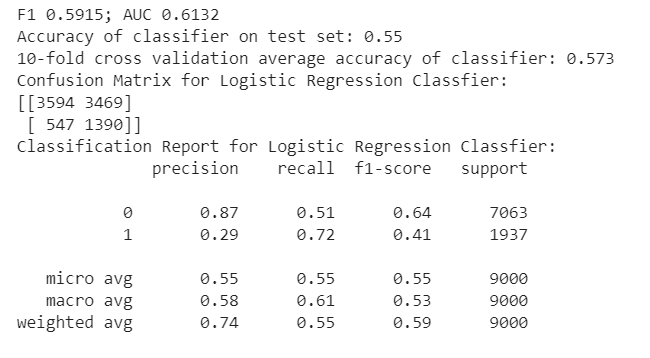 F1 0.5915; AUC 0.6132
Accuracy of classifier on test set: 0.55
10-fold cross validation average accuracy of classifier: 0.573
Confusion Matrix for Logistic Regression Classfier:
[[3594 3469]
[ 547 1390]]
Classification Report for Logistic Regression Classfier:
precision recall f1-score support
0 0.87 0.51 0.64 7063
1 0.29 0.72 0.41 1937
micro avg 0.55 0.55 0.55 9000
macro avg 0.58 0.61 0.53 9000
weighted avg 0.74 0.55 0.59 9000